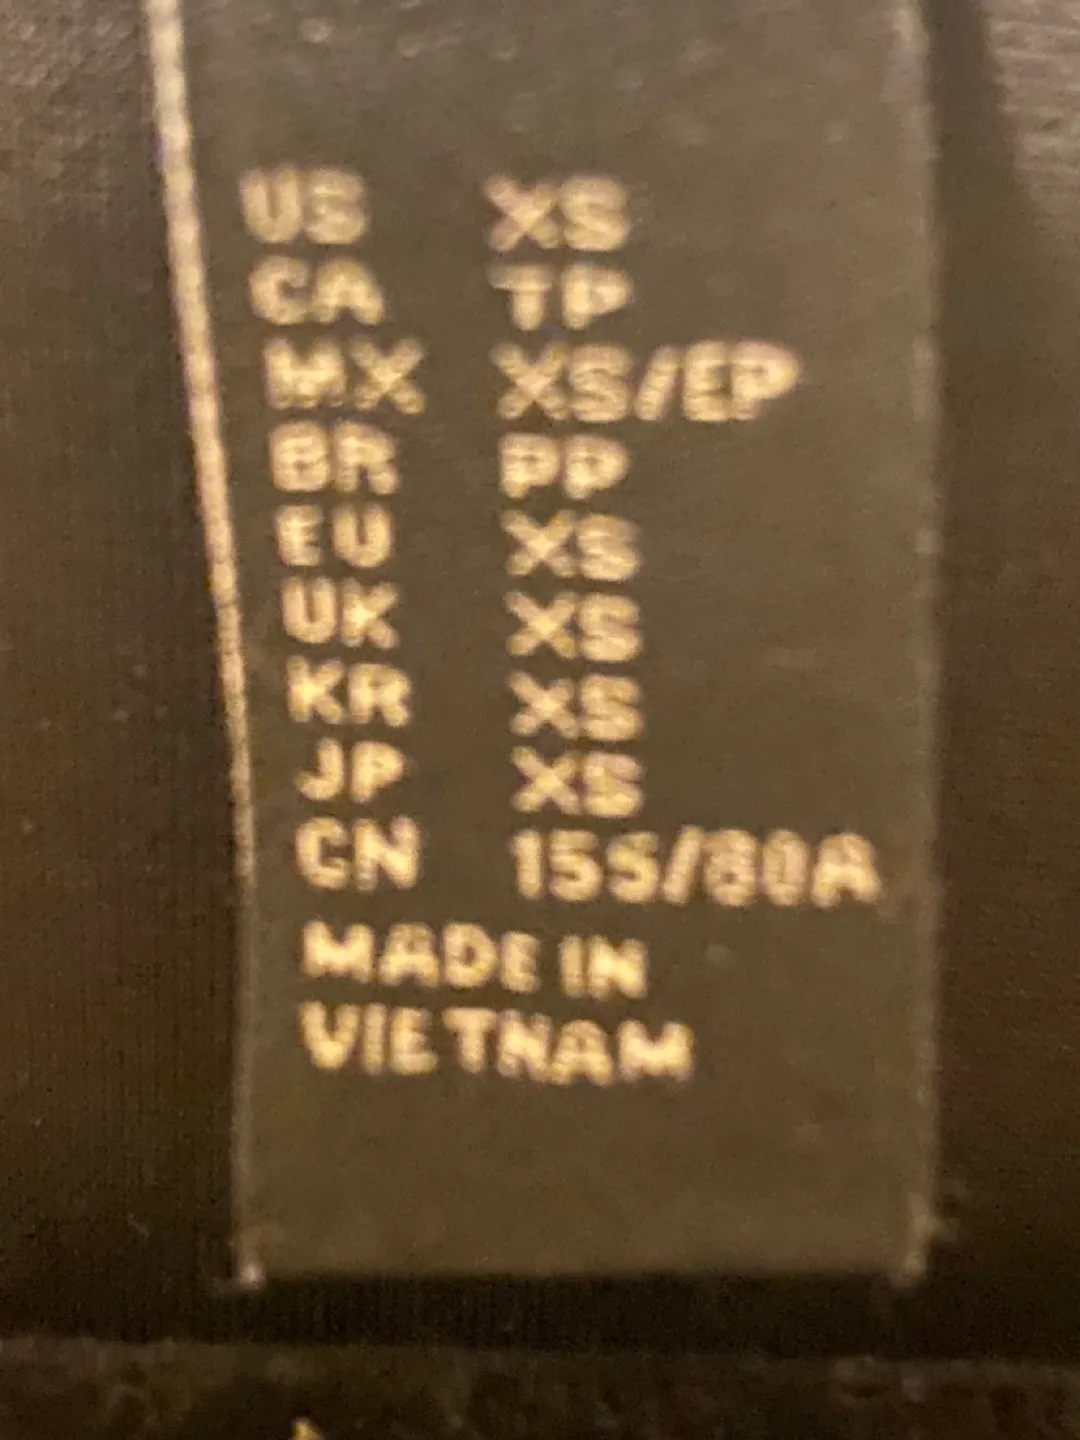 US XS
CA TP
MX XS/EP
BR PP
EU XS
UK XS
KR XS
JP XS
CN 155/80A
MADE IN
VIETNAM